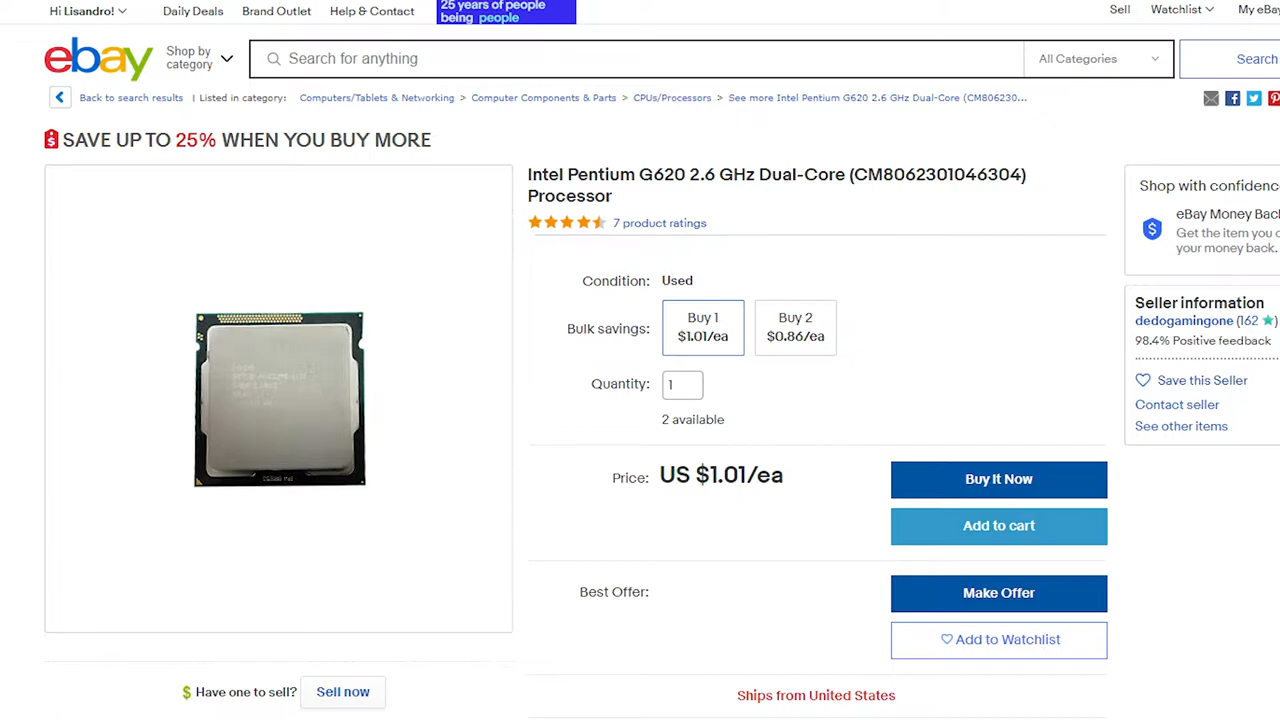 Hi Lisandro!
Daily Deals
Brand Outlet
Help & Contact
25 years of people
being people
Sell
Watchlist
My eBay
ebay
Shop by
category
Search for anything
All Categories
Search
Back to search results
Listed in category:
Computers/Tablets & Networking > Computer Components & Parts > CPUs/Processors > See more Intel Pentium G620 2.6 GHz Dual-Core (CM806230...
SAVE UP TO 25% WHEN YOU BUY MORE
Intel Pentium G620 2.6 GHz Dual-Core (CM8062301046304)
Processor
7 product ratings
Condition: Used
Bulk savings:
Buy 1
$1.01/ea
Buy 2
$0.86/ea
Quantity: 1
2 available
Price: US $1.01/ea
Buy It Now
Add to cart
Best Offer:
Make Offer
Add to Watchlist
Ships from United States
Have one to sell? Sell now
Shop with confidence
eBay Money Back
Get the item you o
your money back.
Seller information
dedogamingone (162 ★)
98.4% Positive feedback
Save this Seller
Contact seller
See other items